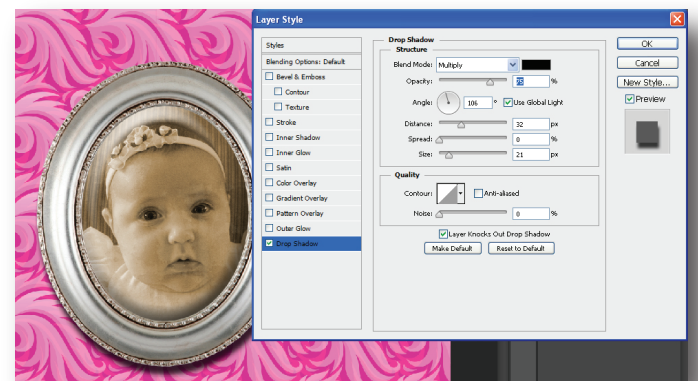 Layer Style
Styles
Blending Options: Default
Bevel & Emboss
Contour
Texture
Stroke
Inner Shadow
Inner Glow
Satin
Color Overlay
Gradient Overlay
Pattern Overlay
Outer Glow
Drop Shadow
Drop Shadow
Structure
Blend Mode: Multiply
Opacity: 75 %
Angle: 106 ° Use Global Light
Distance: 32 px
Spread: 0 %
Size: 21 px
Quality
Contour: Anti-aliased
Noise: 0 %
Layer Knocks Out Drop Shadow
Make Default Reset to Default
OK
Cancel
New Style...
Preview